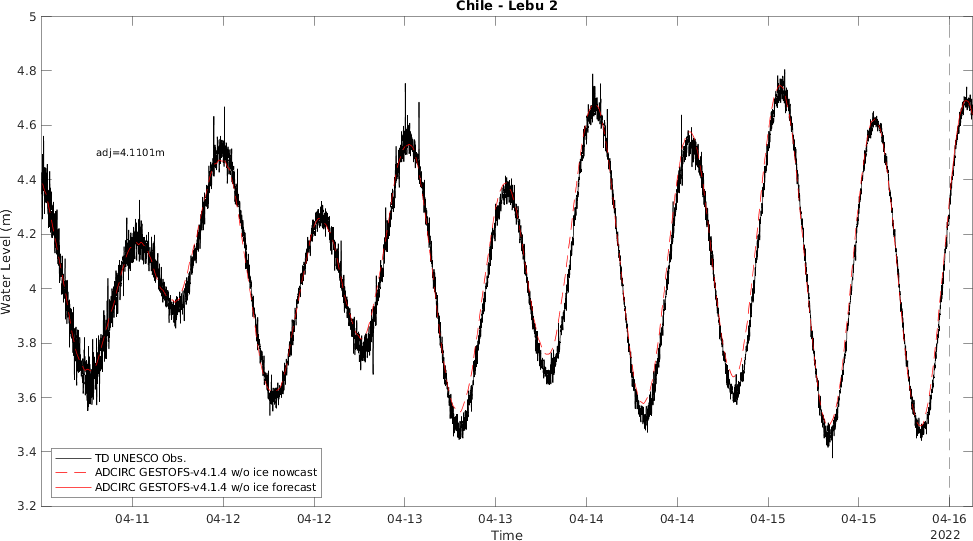 Chile - Lebu 2
5
4.8
4.6
4.4
4.2
4
3.8
3.6
3.4
3.2
Water Level (m)
adj=4.1101m
TD UNESCO Obs.
ADCIRC GESTOFS-v4.1.4 w/o ice nowcast
ADCIRC GESTOFS-v4.1.4 w/o ice forecast
04-11 04-12 04-12 04-13 04-13 04-14 04-14 04-15 04-15 04-16
2022
Time